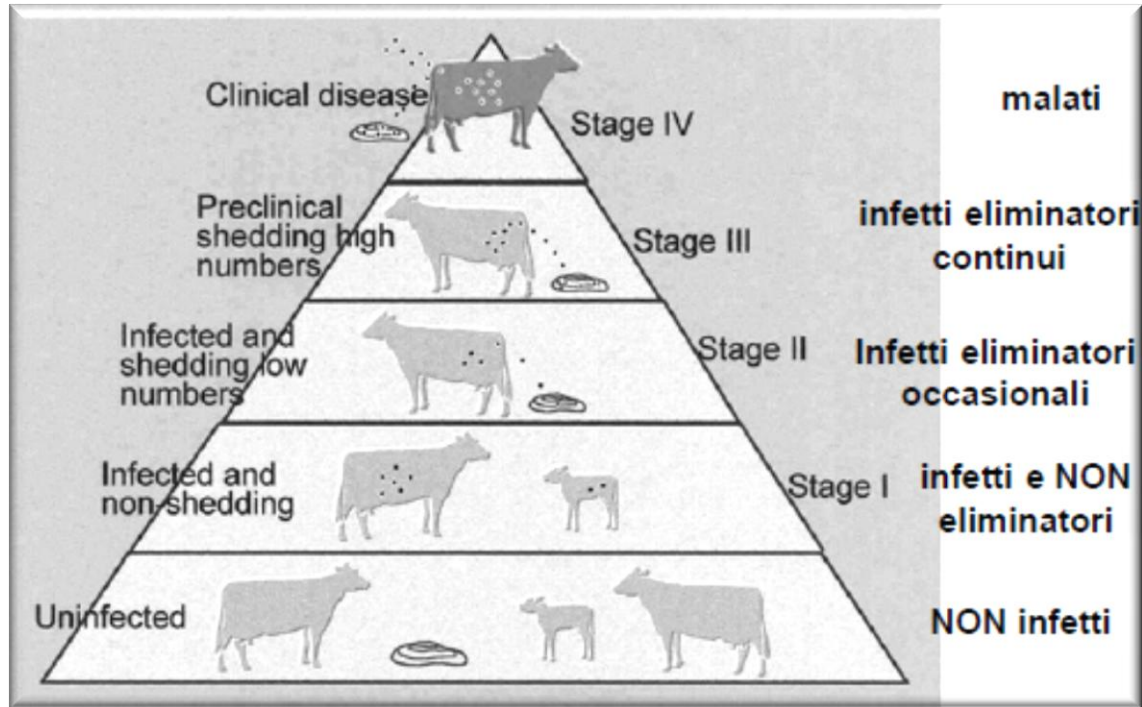 Clinical disease
Stage IV
malati
Preclinical
shedding high
numbers
Stage III
infetti eliminatori
continui
Infected and
shedding low
numbers
Stage II
Infetti eliminatori
occasionali
Infected and
non-shedding
Stage I
infetti e NON
eliminatori
Uninfected
NON infetti